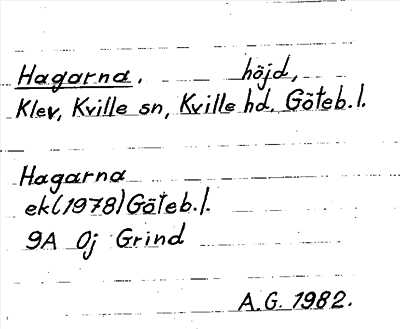 Hagarna. höjd,
Klev, Kville sn, Kville hd. Göteb.l.
Hagarna
ek(1978)Göteb.l.
9A 0j Grind
A.G. 1982.